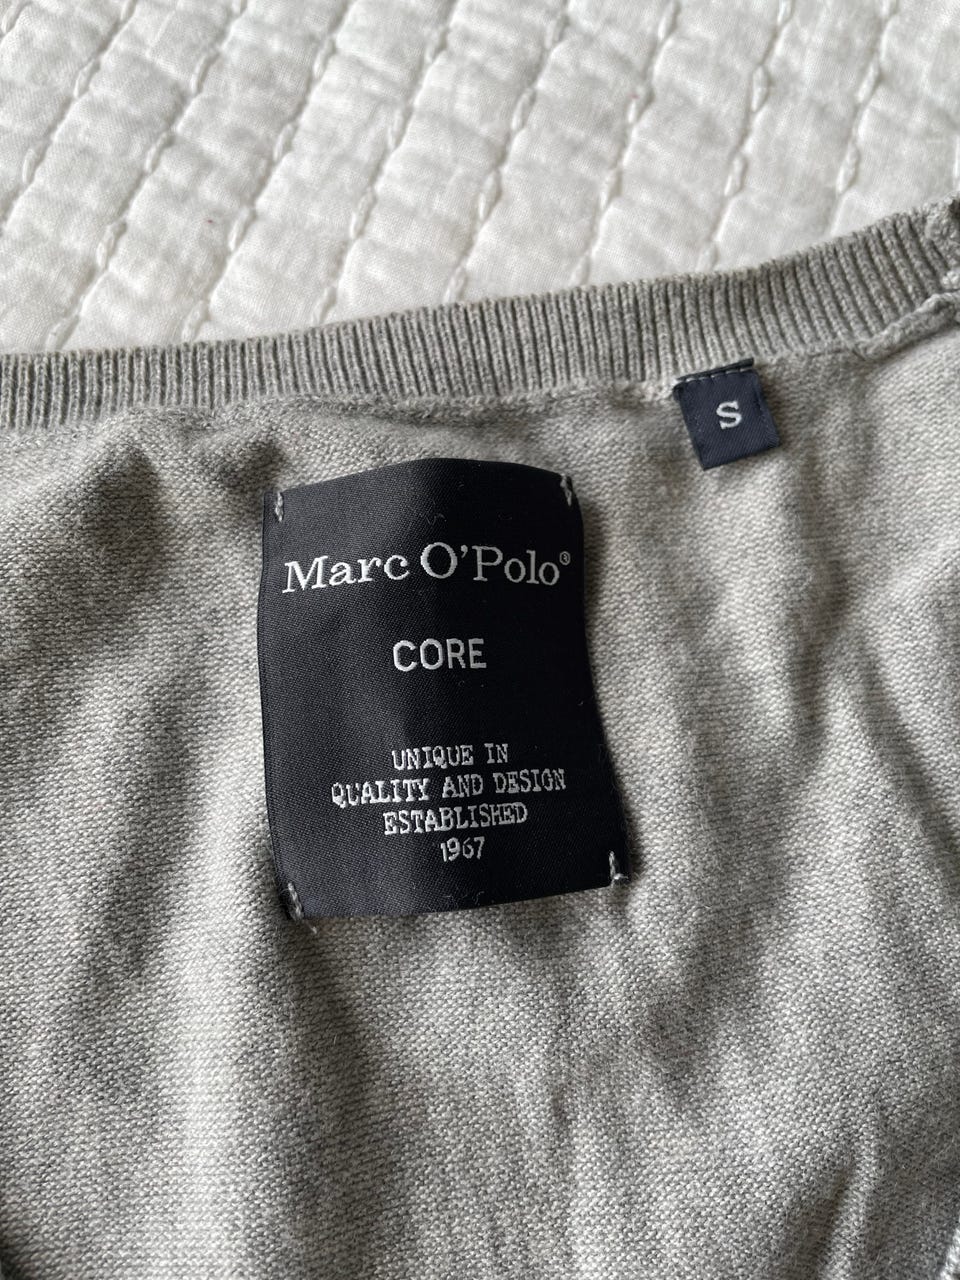 S
Marc O'Polo®
CORE
UNIQUE IN
QUALITY AND DESIGN
ESTABLISHED
1967